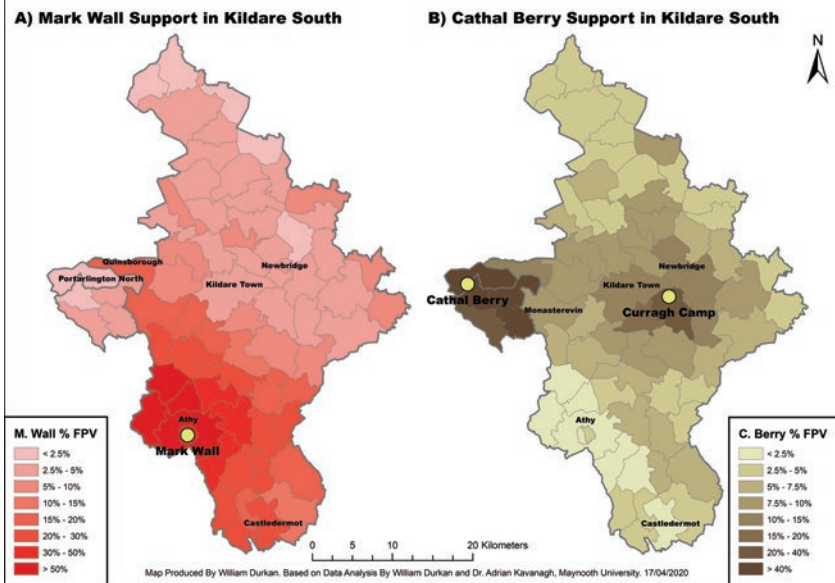 A) Mark Wall Support in Kildare South
B) Cathal Berry Support in Kildare South
N
Guinsborough
Portarlington North
Newbridge
Kildare Town
Athy
Mark Wall
Castledermot
M. Wall % FPV
< 2.5%
2.5% - 5%
5% - 10%
10% - 15%
15% - 20%
20% - 30%
30% - 50%
> 50%
Newbridge
Kildare Town
Cathal Berry
Monasterevin
Curragh Camp
Athy
Castledermot
C. Berry % FPV
< 2.5%
2.5% - 5%
5% - 7.5%
7.5% - 10%
10% - 15%
15% - 20%
20% - 40%
> 40%
0 5 10 20 Kilometers
Map Produced By William Durkan. Based on Data Analysis By William Durkan and Dr. Adrian Kavanagh, Maynooth University. 17/04/2020